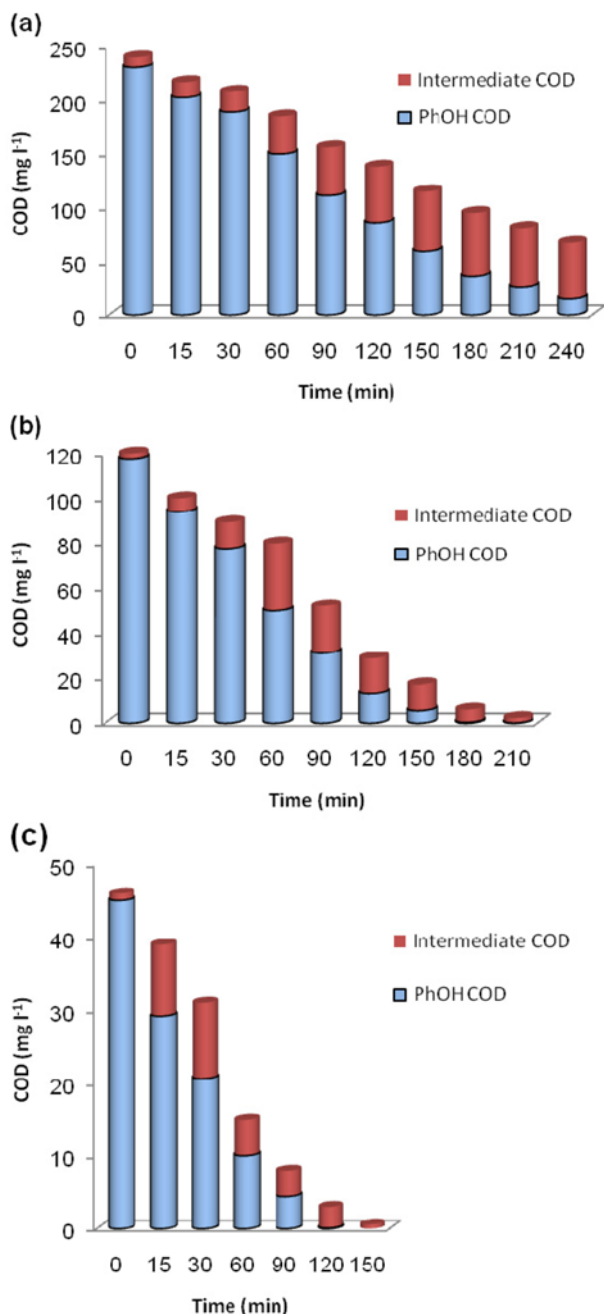 (a)
250
200
150
100
50
0
COD (mg l-1)
Intermediate COD
PhOH COD
0 15 30 60 90 120 150 180 210 240
Time (min)
(b)
120
100
80
60
40
20
0
COD (mg l-1)
Intermediate COD
PhOH COD
0 15 30 60 90 120 150 180 210
Time (min)
(c)
50
40
30
20
10
0
COD (mg l-1)
Intermediate COD
PhOH COD
0 15 30 60 90 120 150
Time (min)